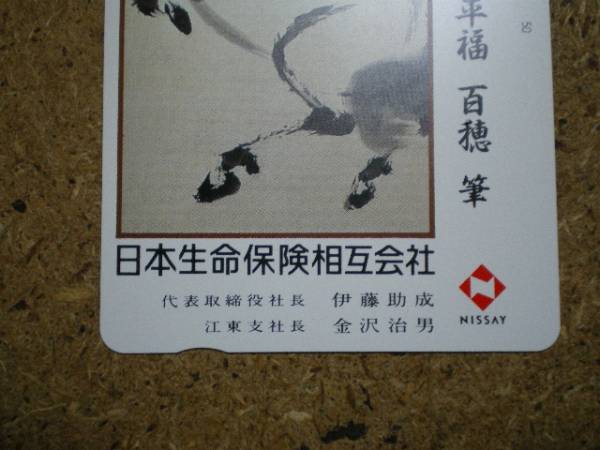 平福 百穂 筆
50
日本生命保険相互会社
代表取締役社長 伊藤助成
江東支社長 金沢治男
NISSAY